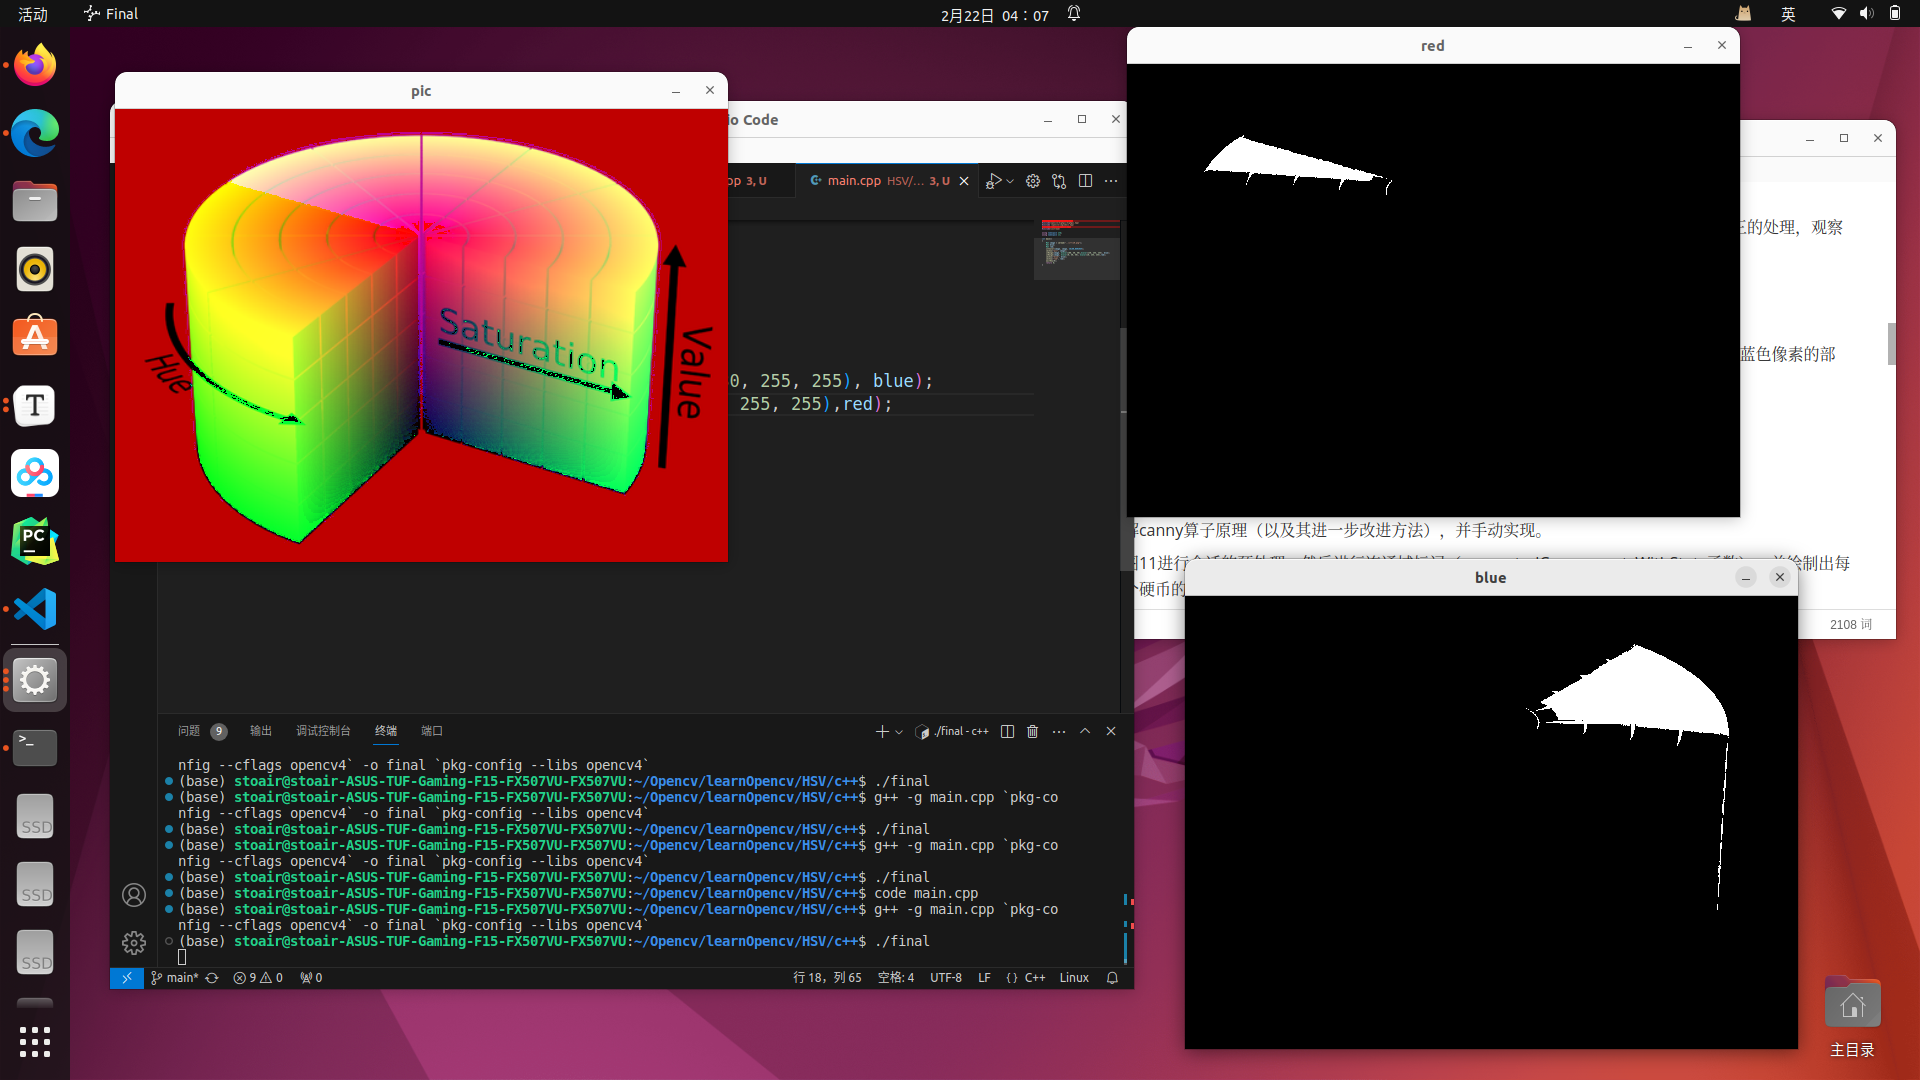 活动
Final
2月22日 04：07
英
pic
Hue
Saturation
Value
io Code
op 3, U
main.cpp HSV/... 3, U
0, 255, 255), blue);
255, 255),red);
问题 9 输出 调试控制台 终端 端口
./final - c++
nfig --cflags opencv4` -o final `pkg-config --libs opencv4`
(base) stoair@stoair-ASUS-TUF-Gaming-F15-FX507VU-FX507VU:~/Opencv/learnOpencv/HSV/c++$ ./final
(base) stoair@stoair-ASUS-TUF-Gaming-F15-FX507VU-FX507VU:~/Opencv/learnOpencv/HSV/c++$ g++ -g main.cpp `pkg-co
nfig --cflags opencv4` -o final `pkg-config --libs opencv4`
(base) stoair@stoair-ASUS-TUF-Gaming-F15-FX507VU-FX507VU:~/Opencv/learnOpencv/HSV/c++$ ./final
(base) stoair@stoair-ASUS-TUF-Gaming-F15-FX507VU-FX507VU:~/Opencv/learnOpencv/HSV/c++$ g++ -g main.cpp `pkg-co
nfig --cflags opencv4` -o final `pkg-config --libs opencv4`
(base) stoair@stoair-ASUS-TUF-Gaming-F15-FX507VU-FX507VU:~/Opencv/learnOpencv/HSV/c++$ ./final
(base) stoair@stoair-ASUS-TUF-Gaming-F15-FX507VU-FX507VU:~/Opencv/learnOpencv/HSV/c++$ code main.cpp
(base) stoair@stoair-ASUS-TUF-Gaming-F15-FX507VU-FX507VU:~/Opencv/learnOpencv/HSV/c++$ g++ -g main.cpp `pkg-co
nfig --cflags opencv4` -o final `pkg-config --libs opencv4`
(base) stoair@stoair-ASUS-TUF-Gaming-F15-FX507VU-FX507VU:~/Opencv/learnOpencv/HSV/c++$ ./final
main* 9 0 0
行 18，列 65 空格: 4 UTF-8 LF {} C++ Linux
red
的处理，观察
蓝色像素的部
canny算子原理（以及其进一步改进方法），并手动实现。
11进行
绘制出每
个硬币的
2108 词
blue
主目录
T
PC
SSD
SSD
SSD